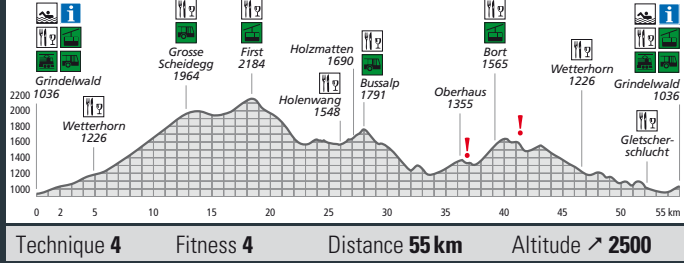 Grindelwald
1036
Wetterhorn
1226
Grosse
Scheidegg
1964
First
2184
Holzmatten
1690
Holenwang
1548
Bussalp
1791
Oberhaus
1355
Bort
1565
Wetterhorn
1226
Grindelwald
1036
Gletscher-
schlucht
!
!
2200
2000
1800
1600
1400
1200
1000
0 2 5 10 15 20 25 30 35 40 45 50 55 km
Technique 4 Fitness 4 Distance 55 km Altitude ↗ 2500